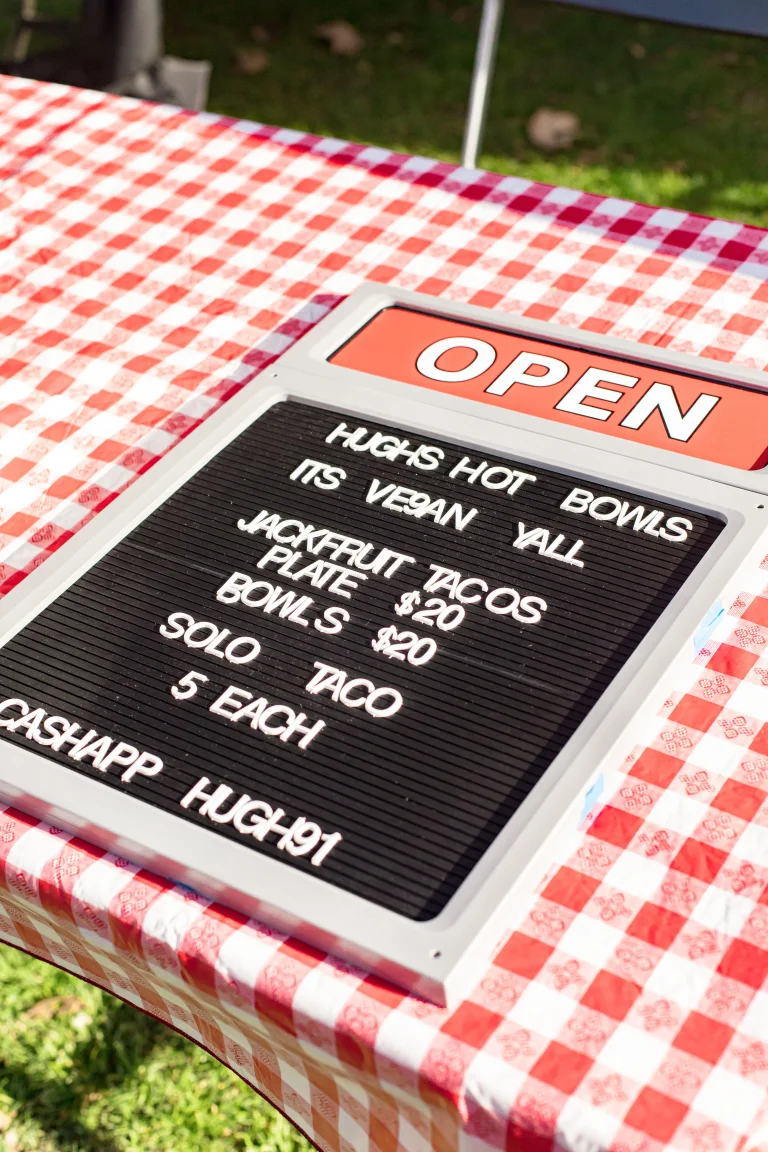 OPEN
HUGHS HOT BOWLS
ITS VE9AN YALL
JACKFRUIT TACOS
PLATE $20
BOWLS $20
SOLO TACO
5 EACH
CASHAPP HUGH91